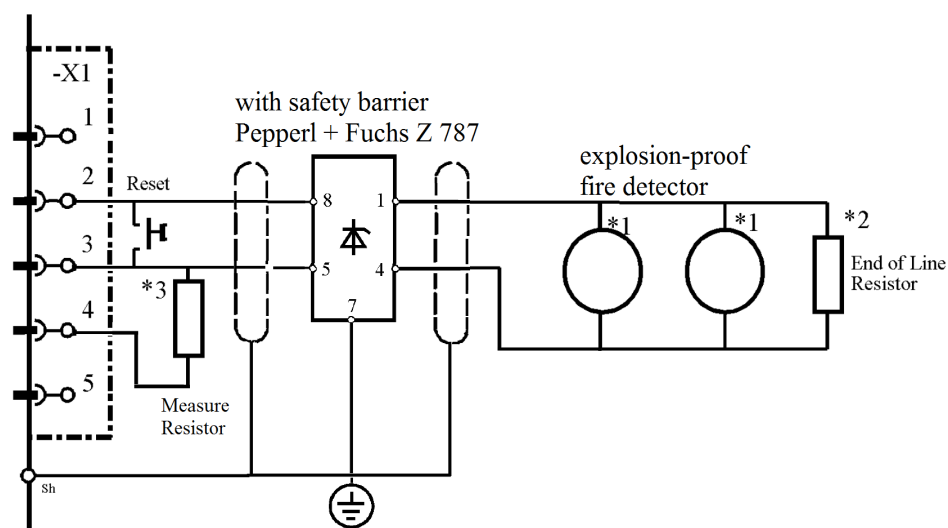 -X1
1
2
3
4
5
Sh
Reset
*3
Measure
Resistor
with safety barrier
Pepperl + Fuchs Z 787
8
1
5
4
7
explosion-proof
fire detector
*1
*1
*2
End of Line
Resistor